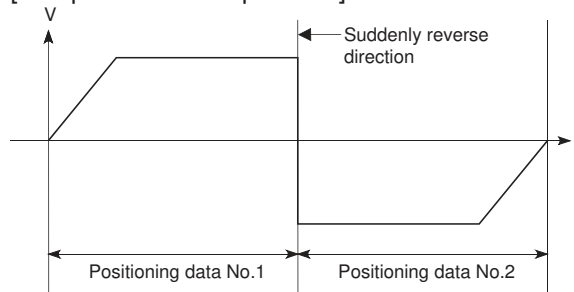 V
Suddenly reverse
direction
Positioning data No.1
Positioning data No.2